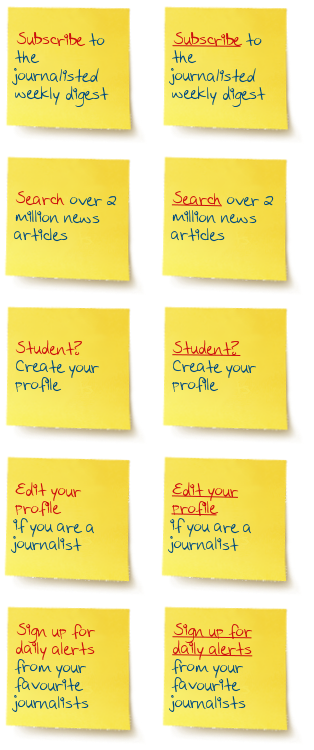 Subscribe to
the
journalisted
weekly digest
Subscribe to
the
journalisted
weekly digest
Search over 2
million news
articles
Search over 2
million news
articles
Student?
Create your
profile
Student?
Create your
profile
Edit your
profile
if you are a
journalist
Edit your
profile
if you are a
journalist
Sign up for
daily alerts
from your
favourite
journalists
Sign up for
daily alerts
from your
favourite
journalists